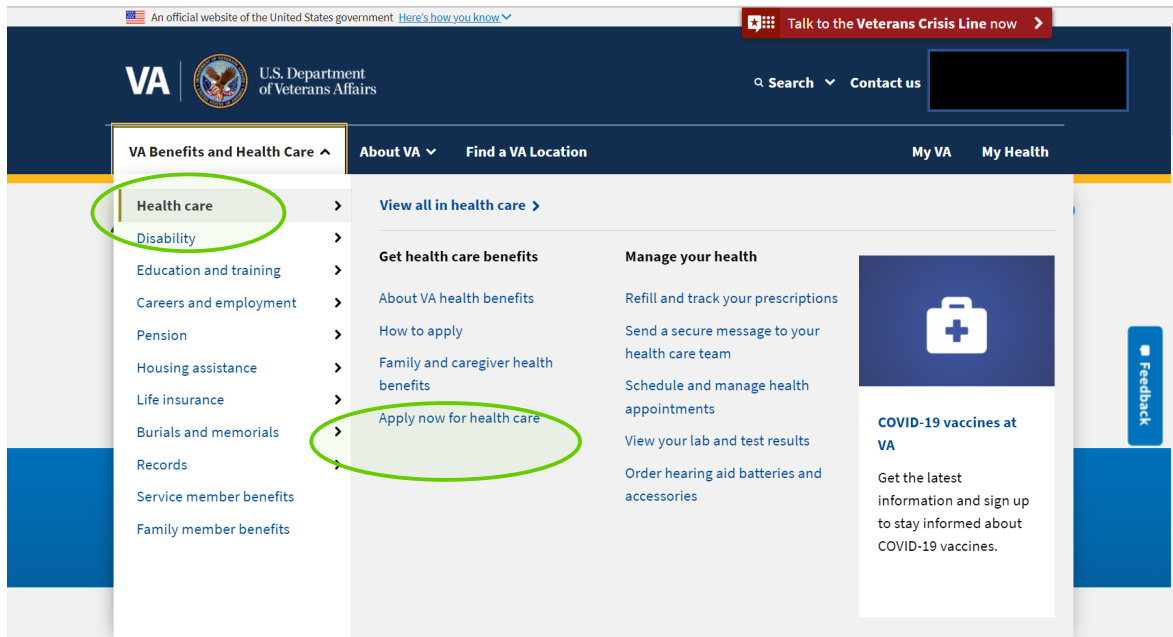 An official website of the United States government Here's how you know
Talk to the Veterans Crisis Line now
VA
U.S. Department
of Veterans Affairs
Search
Contact us
VA Benefits and Health Care
About VA
Find a VA Location
My VA
My Health
Health care
Disability
Education and training
Careers and employment
Pension
Housing assistance
Life insurance
Burials and memorials
Records
Service member benefits
Family member benefits
View all in health care
Get health care benefits
About VA health benefits
How to apply
Family and caregiver health
benefits
Apply now for health care
Manage your health
Refill and track your prescriptions
Send a secure message to your
health care team
Schedule and manage health
appointments
View your lab and test results
Order hearing aid batteries and
accessories
COVID-19 vaccines at
VA
Get the latest
information and sign up
to stay informed about
COVID-19 vaccines.
Feedback